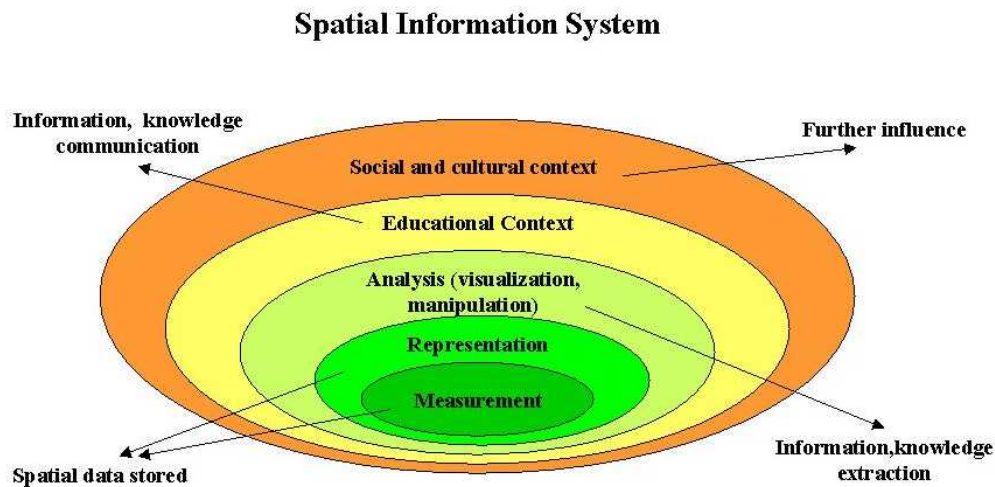 Spatial Information System
Information, knowledge
communication
Further influence
Social and cultural context
Educational Context
Analysis (visualization,
manipulation)
Representation
Measurement
Spatial data stored
Information,knowledge
extraction